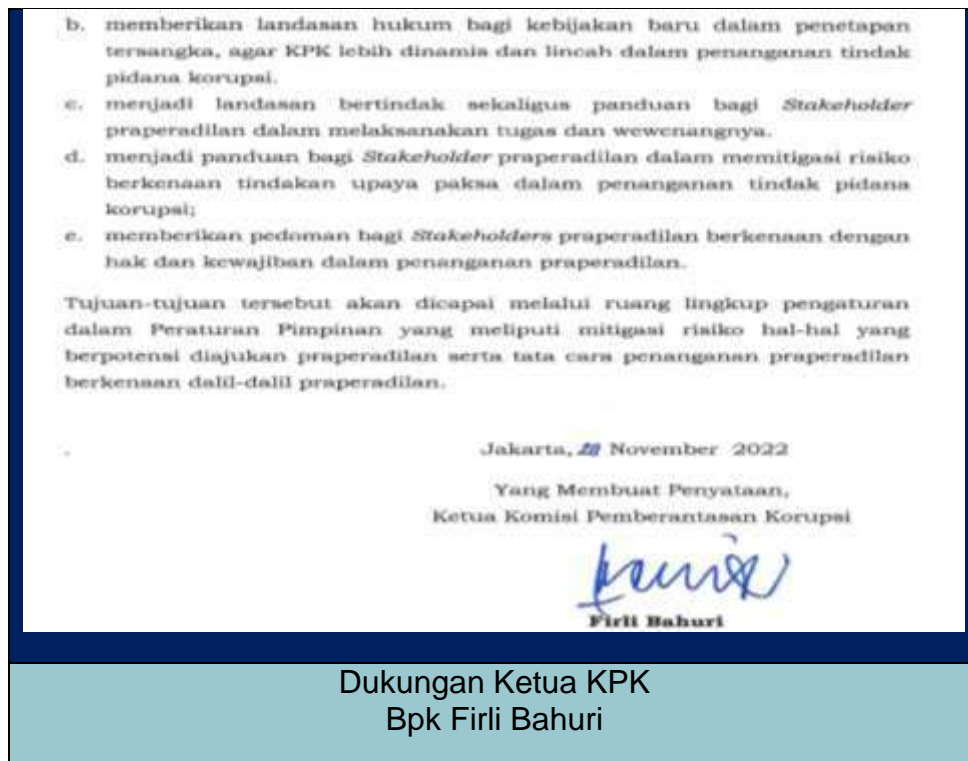 b. memberikan landasan hukum bagi kebijakan baru dalam penetapan
tersangka, agar KPK lebih dinamis dan lincah dalam penanganan tindak
pidana korupsi.
c. menjadi landasan bertindak sekaligus panduan bagi Stakeholder
praperadilan dalam melaksanakan tugas dan wewenangnya.
d. menjadi panduan bagi Stakeholder praperadilan dalam memitigasi risiko
berkenaan tindakan upaya paksa dalam penanganan tindak pidana
korupsi;
e. memberikan pedoman bagi Stakeholders praperadilan berkenaan dengan
hak dan kewajiban dalam penanganan praperadilan.
Tujuan-tujuan tersebut akan dicapai melalui ruang lingkup pengaturan
dalam Peraturan Pimpinan yang meliputi mitigasi risiko hal-hal yang
berpotensi diajukan praperadilan serta tata cara penanganan praperadilan
berkenaan dalil-dalil praperadilan.
Jakarta, November 2022
Yang Membuat Penyataan,
Ketua Komisi Pemberantasan Korupsi
Firli Bahuri
Dukungan Ketua KPK
Bpk Firli Bahuri